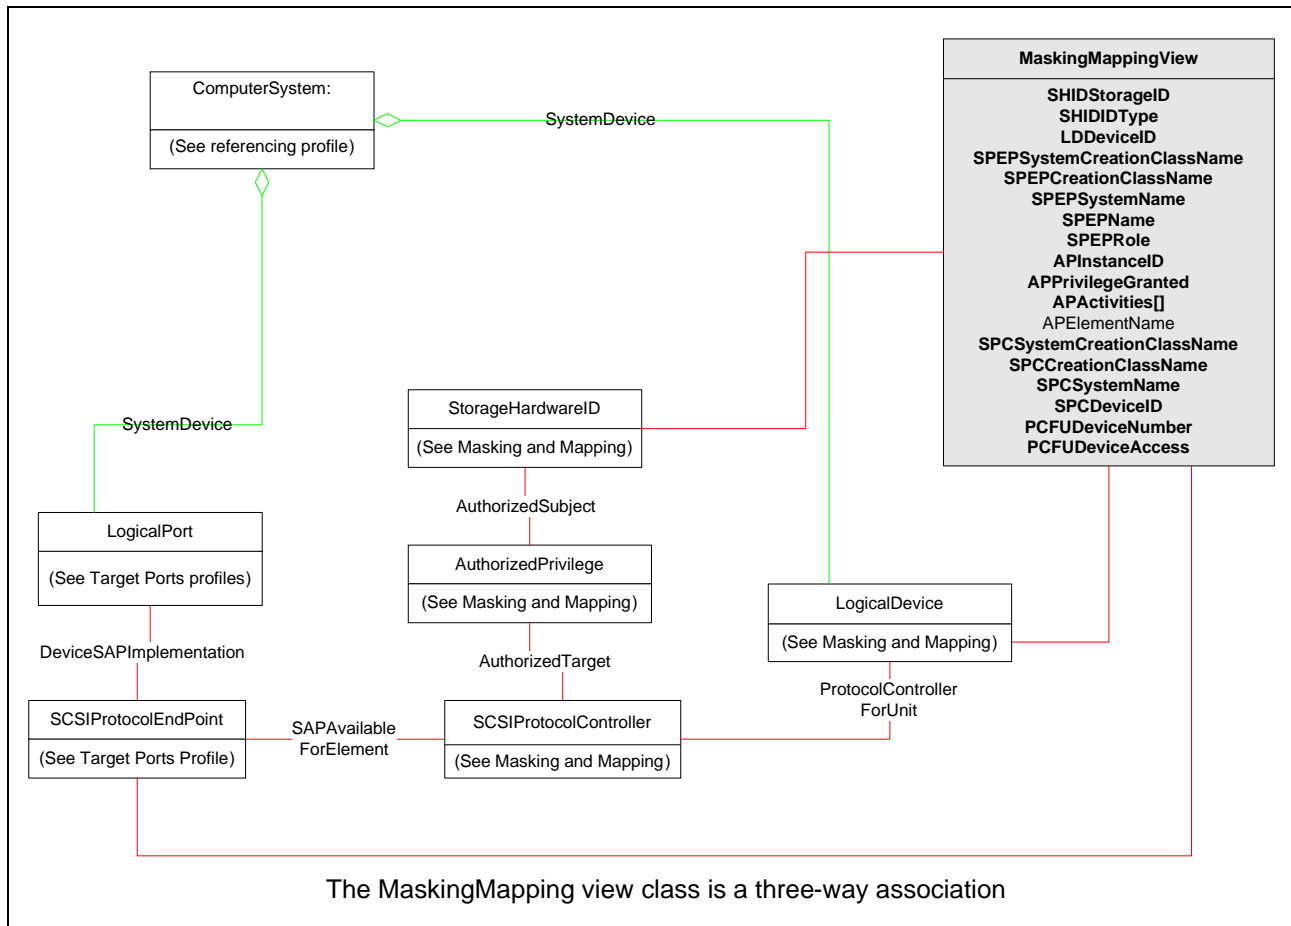 MaskingMappingView
SHIDStorageID
SHIDIDType
LDDeviceID
SPEPSystemCreationClassName
SPEPCreationClassName
SPEPSystemName
SPEPName
SPEPRole
APInstanceID
APPrivilegeGranted
APActivities[]
APElementName
SPCSystemCreationClassName
SPCCreationClassName
SPCSystemName
SPCDeviceID
PCFUDeviceNumber
PCFUDeviceAccess
ComputerSystem:
(See referencing profile)
SystemDevice
SystemDevice
StorageHardwareID
(See Masking and Mapping)
AuthorizedSubject
LogicalPort
(See Target Ports profiles)
AuthorizedPrivilege
(See Masking and Mapping)
LogicalDevice
(See Masking and Mapping)
DeviceSAPImplementation
AuthorizedTarget
ProtocolController
ForUnit
SCSIProtocolEndPoint
(See Target Ports Profile)
SAPAvailable
ForElement
SCSIProtocolController
(See Masking and Mapping)
The MaskingMapping view class is a three-way association